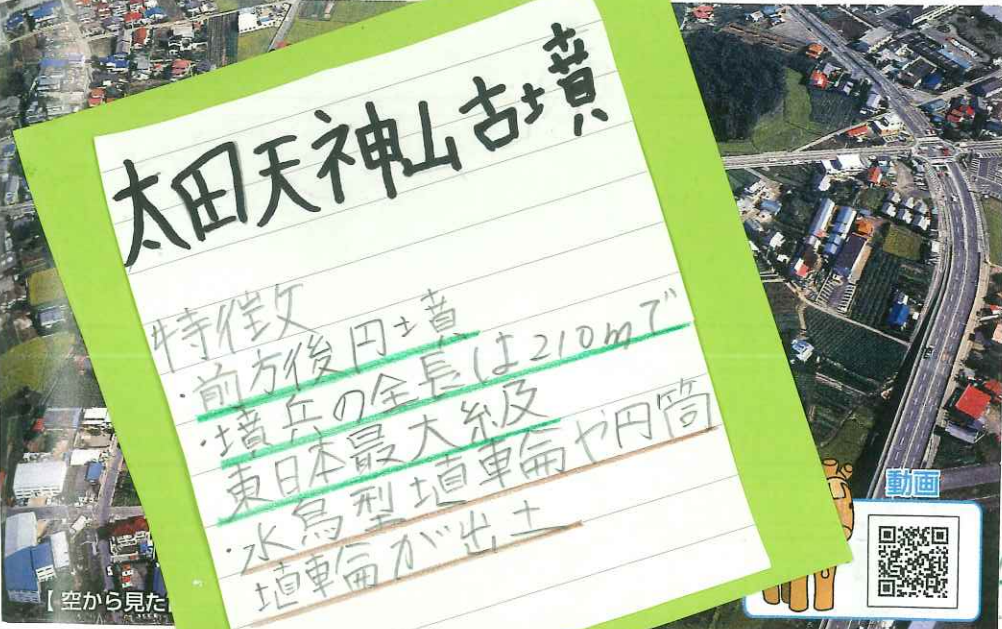 太田天神山古墳
特徴
・前方後円墳
・墳兵の全長は210mで
東日本最大級
・水鳥型埴輪や円筒
埴輪が出土
動画
【空から見た